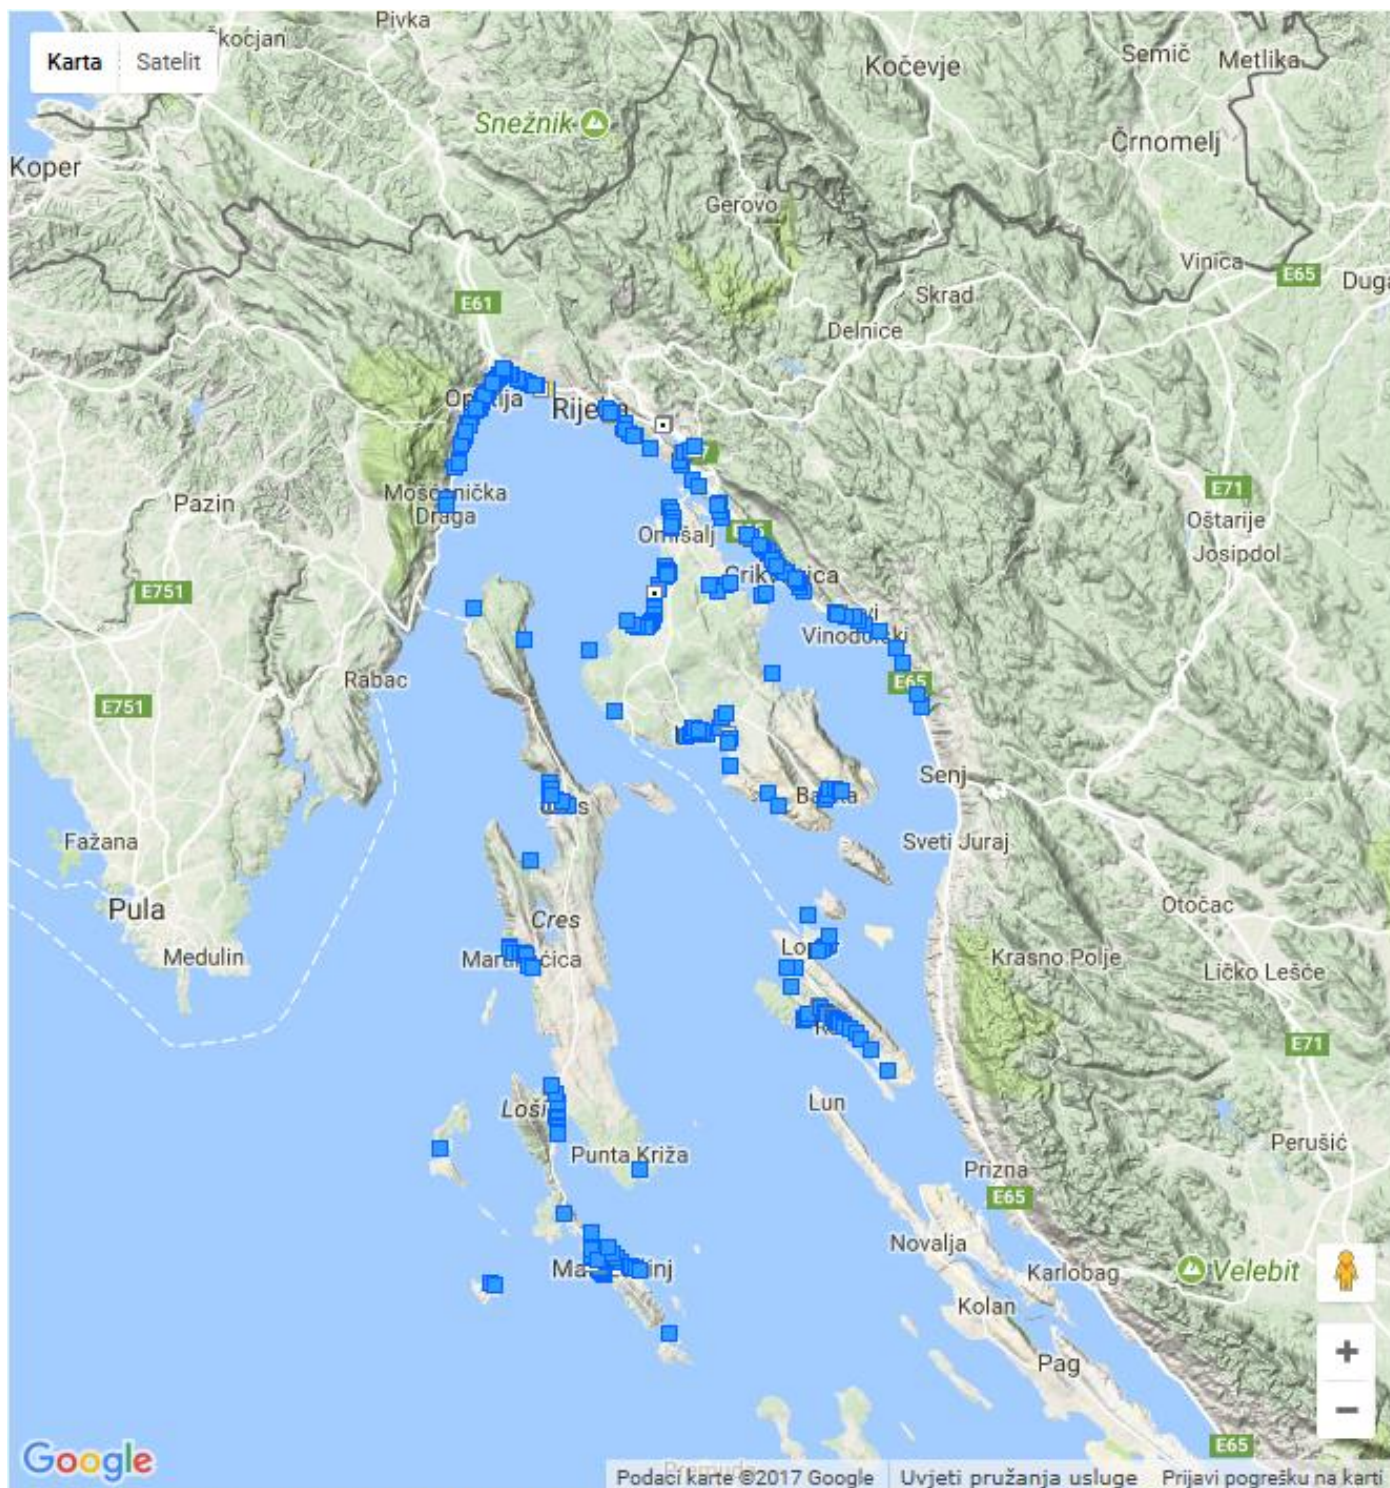 Pivka
Karta
Satelit
Semič
Metlika
Kočevje
Snežnik
Črnomelj
Koper
Gerovo
Vinica
E65
E61
Skrad
Delnice
Pazin
Mošćenička
Draga
E71
Oštarije
Josipdol
Omišalj
E751
Vinodolski
Rabac
E65
E751
Senj
Fažana
Sveti Juraj
Pula
Otočac
Cres
Medulin
Krasno Polje
Ličko Lešće
E71
Lun
Perušić
Punta Križa
Prizna
E65
Novalja
Karlobag
Velebit
Kolan
Pag
Google
E65
Podaci karte ©2017 Google
Uvjeti pružanja usluge
Prijavi pogrešku na karti